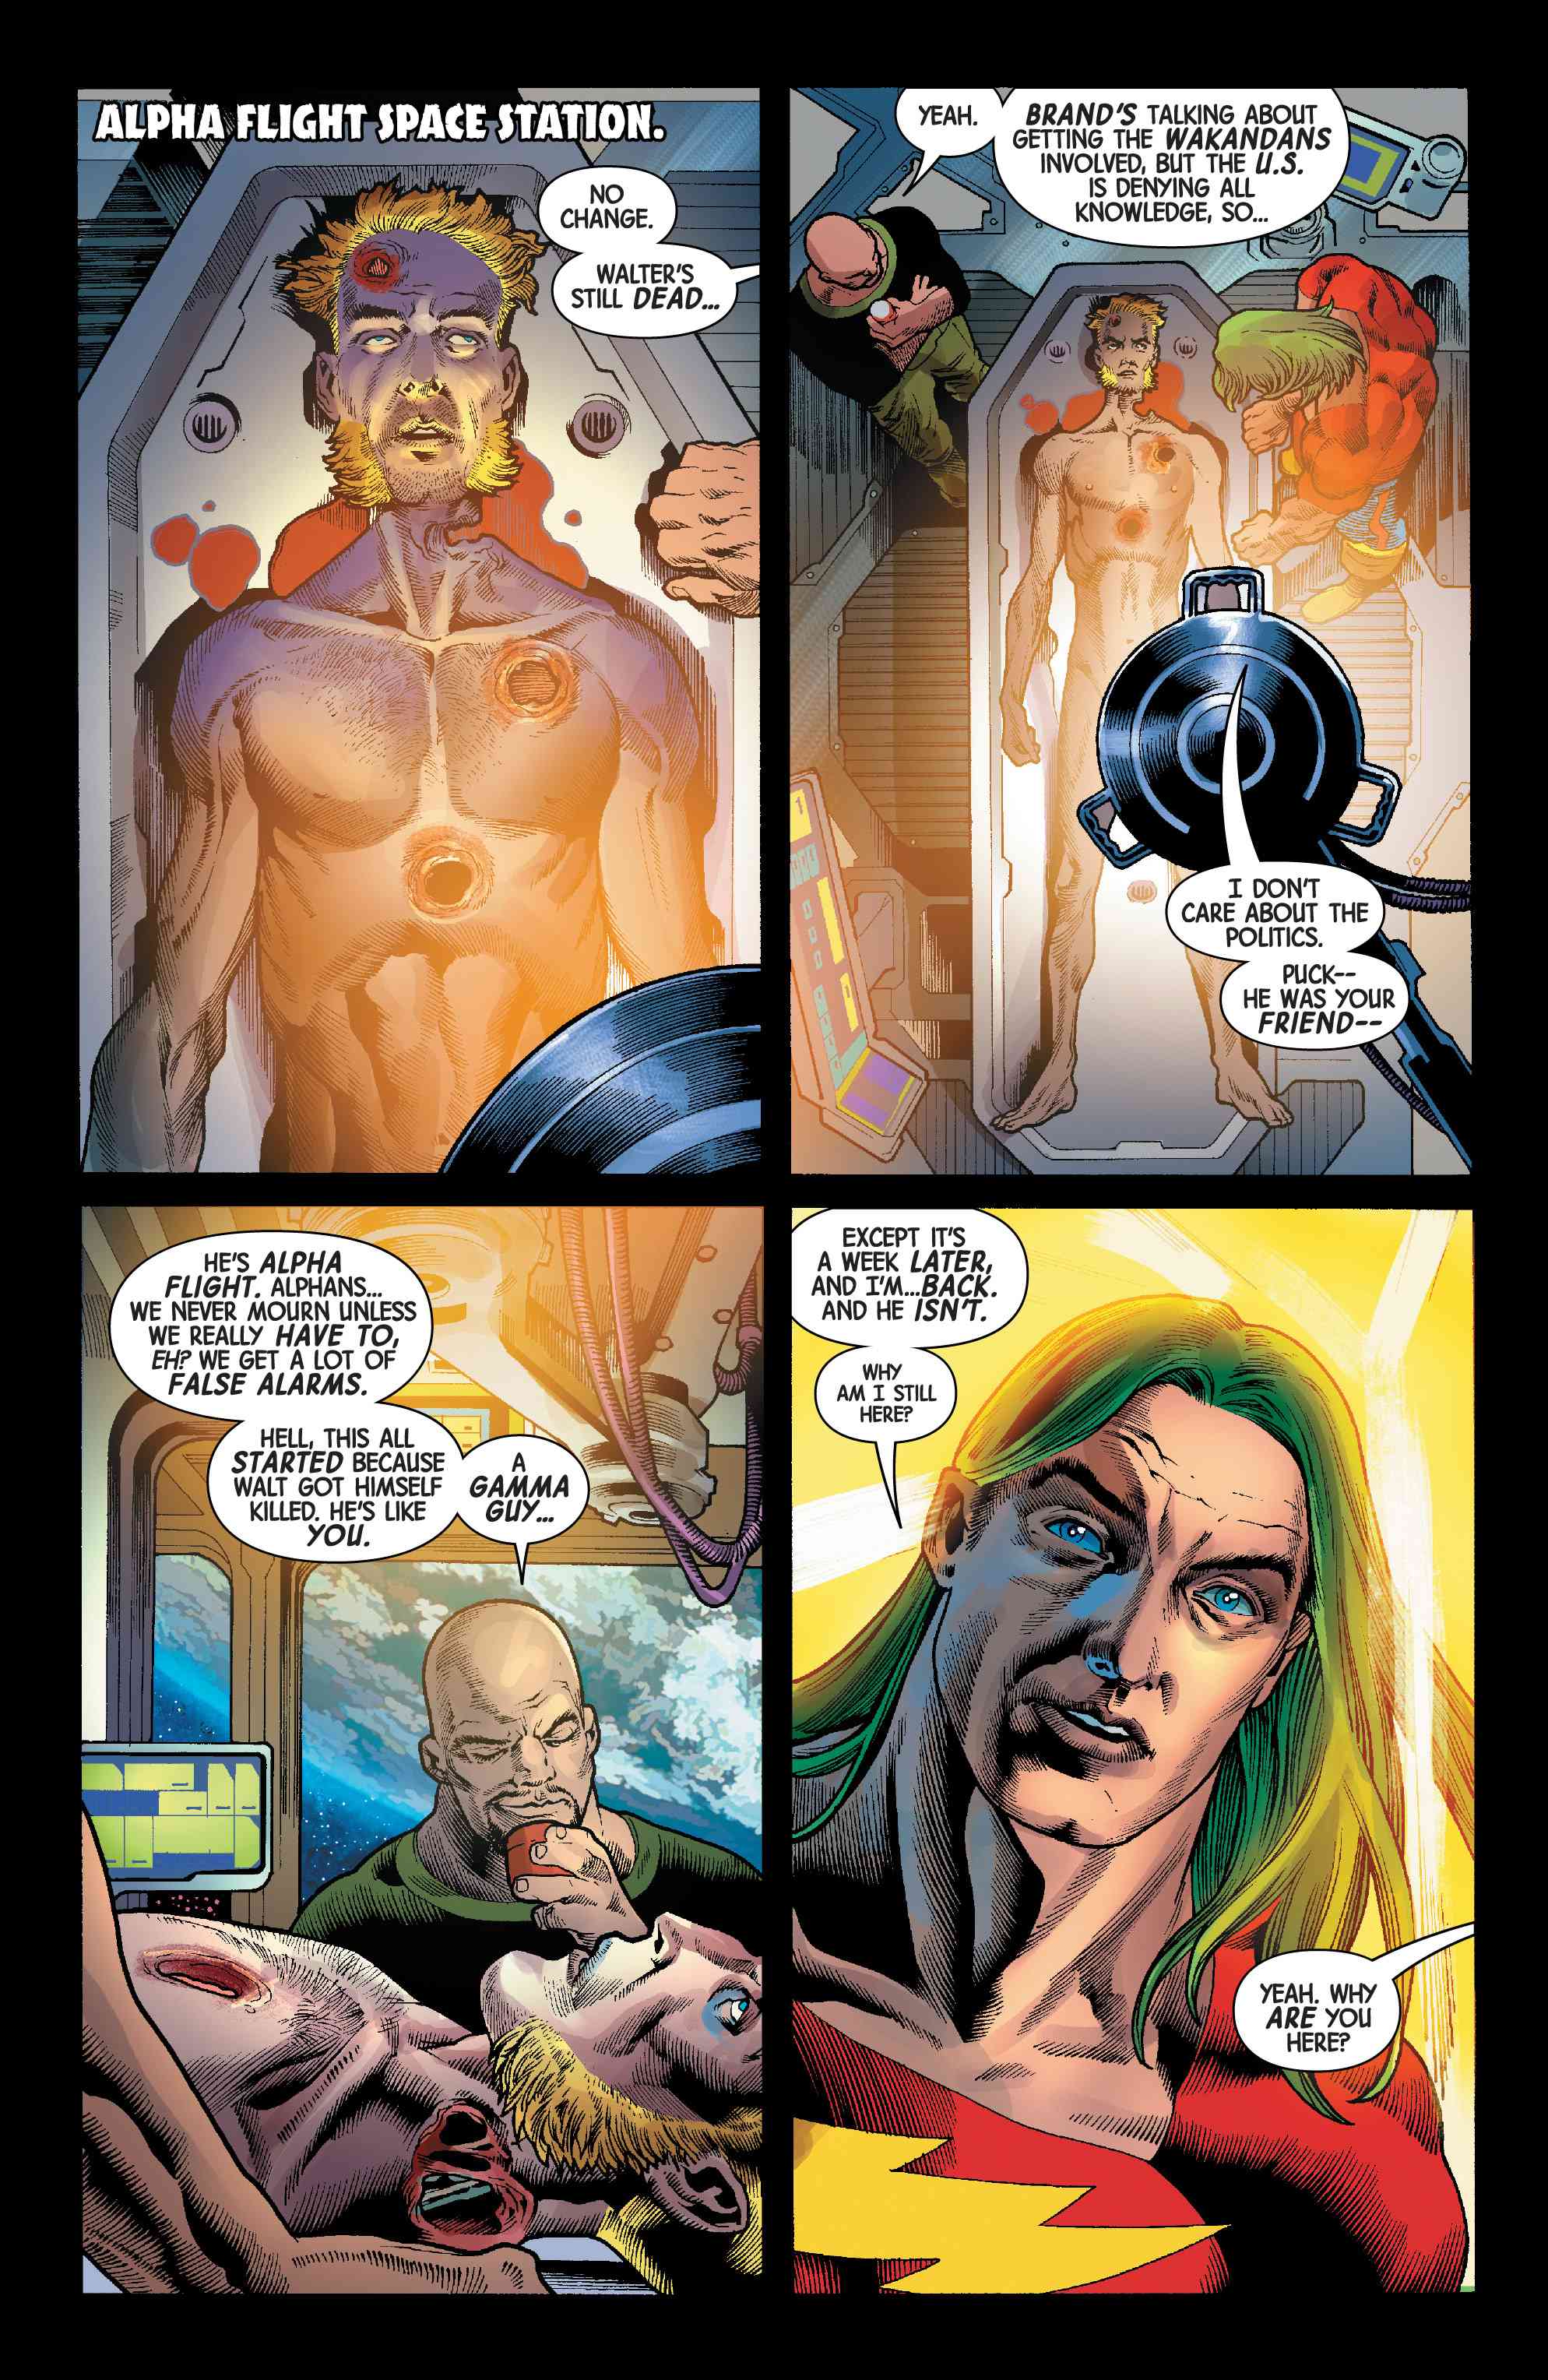 ALPHA FLIGHT SPACE STATION.
NO
CHANGE.
WALTER'S
STILL DEAD...
YEAH.
BRAND'S TALKING ABOUT
GETTING THE WAKANDANS
INVOLVED, BUT THE U.S.
IS DENYING ALL
KNOWLEDGE, SO...
I DON'T
CARE ABOUT THE
POLITICS.
PUCK--
HE WAS YOUR
FRIEND--
HE'S ALPHA
FLIGHT. ALPHANS...
WE NEVER MOURN UNLESS
WE REALLY HAVE TO,
EH? WE GET A LOT OF
FALSE ALARMS.
HELL, THIS ALL
STARTED BECAUSE
WALT GOT HIMSELF
KILLED. HE'S LIKE
YOU.
A
GAMMA
GUY...
EXCEPT IT'S
A WEEK LATER,
AND I'M...BACK.
AND HE ISN'T.
WHY
AM I STILL
HERE?
YEAH. WHY
ARE YOU
HERE?